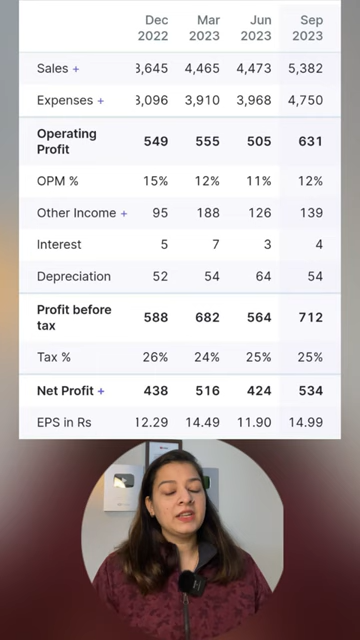 Dec Mar Jun Sep
2022 2023 2023 2023
Sales + 3,645 4,465 4,473 5,382
Expenses + 3,096 3,910 3,968 4,750
Operating
Profit 549 555 505 631
OPM % 15% 12% 11% 12%
Other Income + 95 188 126 139
Interest 5 7 3 4
Depreciation 52 54 64 54
Profit before
tax 588 682 564 712
Tax % 26% 24% 25% 25%
Net Profit + 438 516 424 534
EPS in Rs 12.29 14.49 11.90 14.99